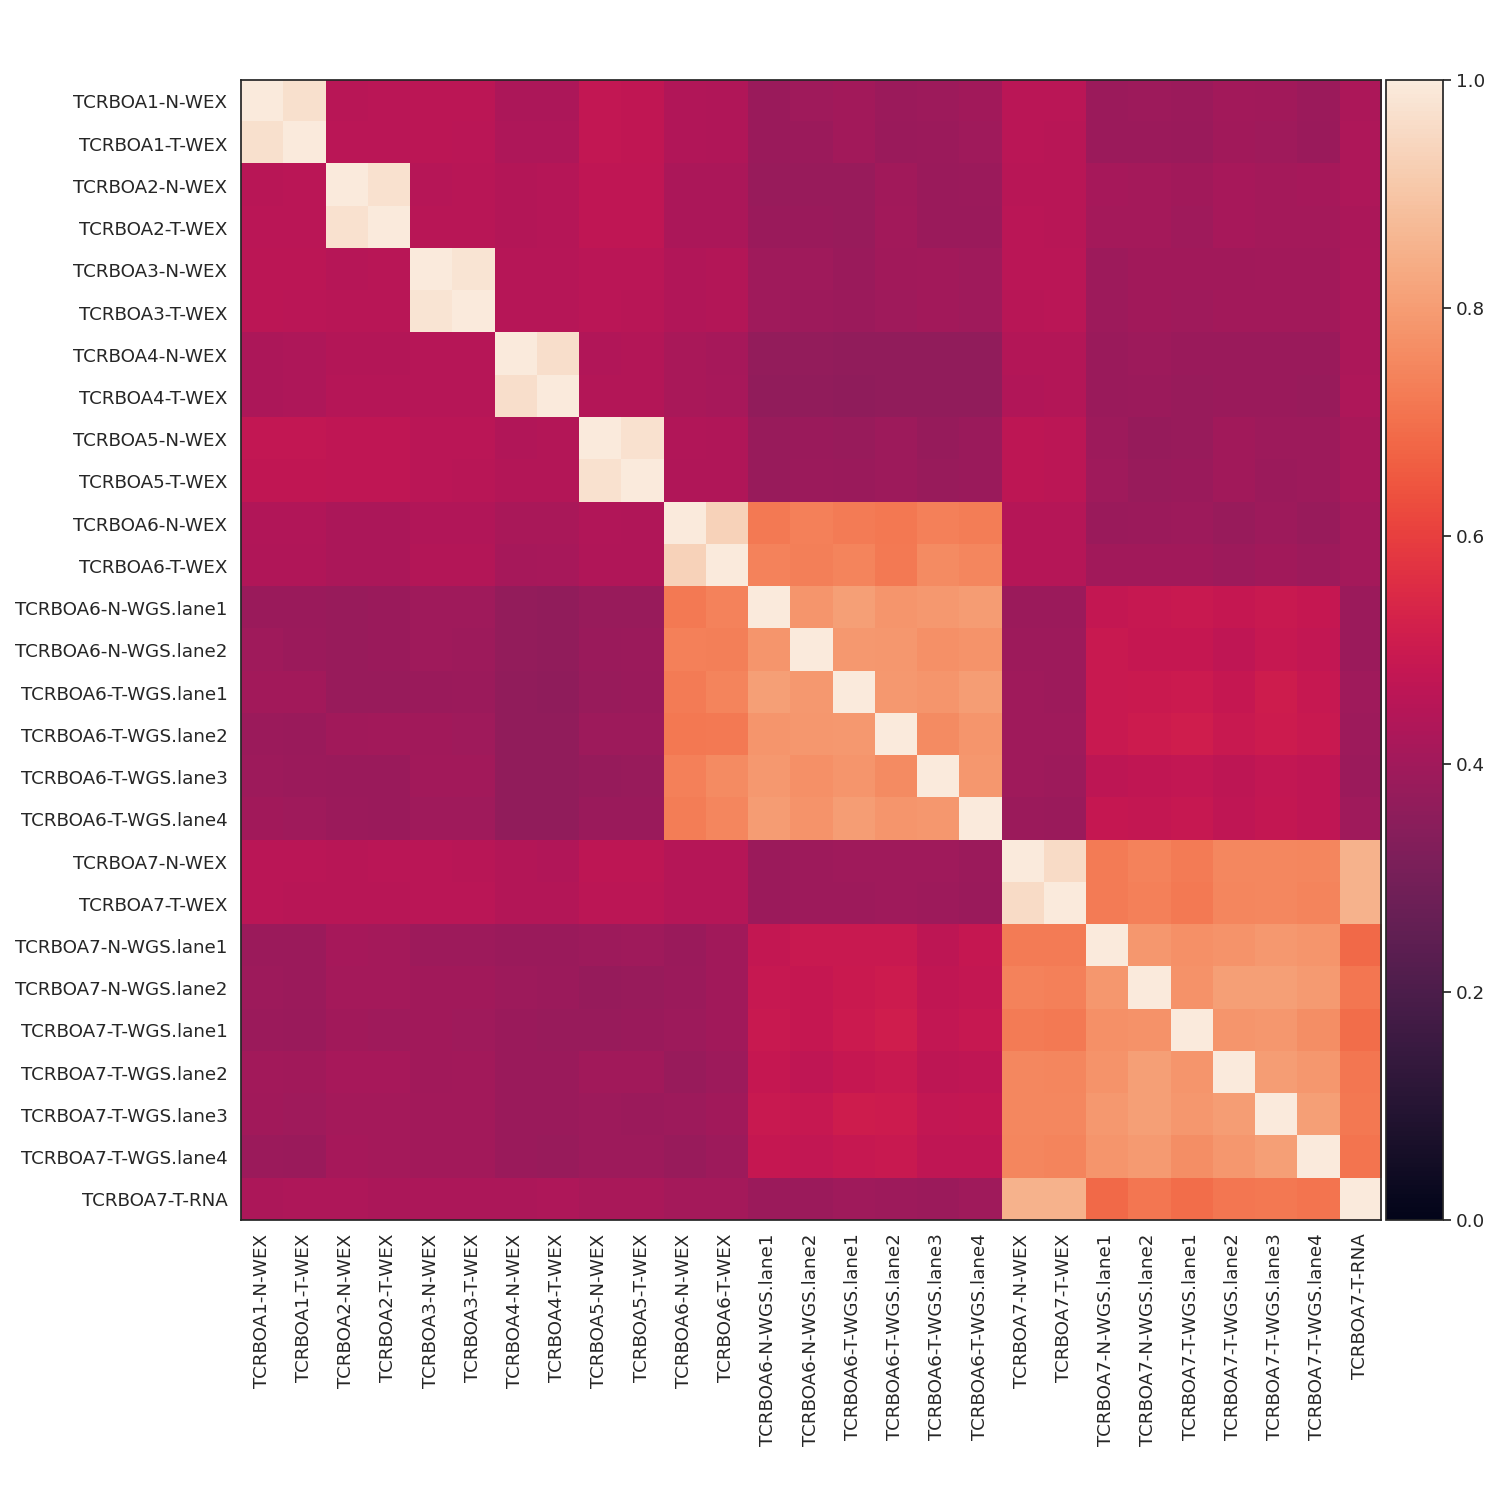 TCRBOA1-N-WEX
TCRBOA1-T-WEX
TCRBOA2-N-WEX
TCRBOA2-T-WEX
TCRBOA3-N-WEX
TCRBOA3-T-WEX
TCRBOA4-N-WEX
TCRBOA4-T-WEX
TCRBOA5-N-WEX
TCRBOA5-T-WEX
TCRBOA6-N-WEX
TCRBOA6-T-WEX
TCRBOA6-N-WGS.lane1
TCRBOA6-N-WGS.lane2
TCRBOA6-T-WGS.lane1
TCRBOA6-T-WGS.lane2
TCRBOA6-T-WGS.lane3
TCRBOA6-T-WGS.lane4
TCRBOA7-N-WEX
TCRBOA7-T-WEX
TCRBOA7-N-WGS.lane1
TCRBOA7-N-WGS.lane2
TCRBOA7-T-WGS.lane1
TCRBOA7-T-WGS.lane2
TCRBOA7-T-WGS.lane3
TCRBOA7-T-WGS.lane4
TCRBOA7-T-RNA
1.0
0.8
0.6
0.4
0.2
0.0
TCRBOA1-N-WEX
TCRBOA1-T-WEX
TCRBOA2-N-WEX
TCRBOA2-T-WEX
TCRBOA3-N-WEX
TCRBOA3-T-WEX
TCRBOA4-N-WEX
TCRBOA4-T-WEX
TCRBOA5-N-WEX
TCRBOA5-T-WEX
TCRBOA6-N-WEX
TCRBOA6-T-WEX
TCRBOA6-N-WGS.lane1
TCRBOA6-N-WGS.lane2
TCRBOA6-T-WGS.lane1
TCRBOA6-T-WGS.lane2
TCRBOA6-T-WGS.lane3
TCRBOA6-T-WGS.lane4
TCRBOA7-N-WEX
TCRBOA7-T-WEX
TCRBOA7-N-WGS.lane1
TCRBOA7-N-WGS.lane2
TCRBOA7-T-WGS.lane1
TCRBOA7-T-WGS.lane2
TCRBOA7-T-WGS.lane3
TCRBOA7-T-WGS.lane4
TCRBOA7-T-RNA